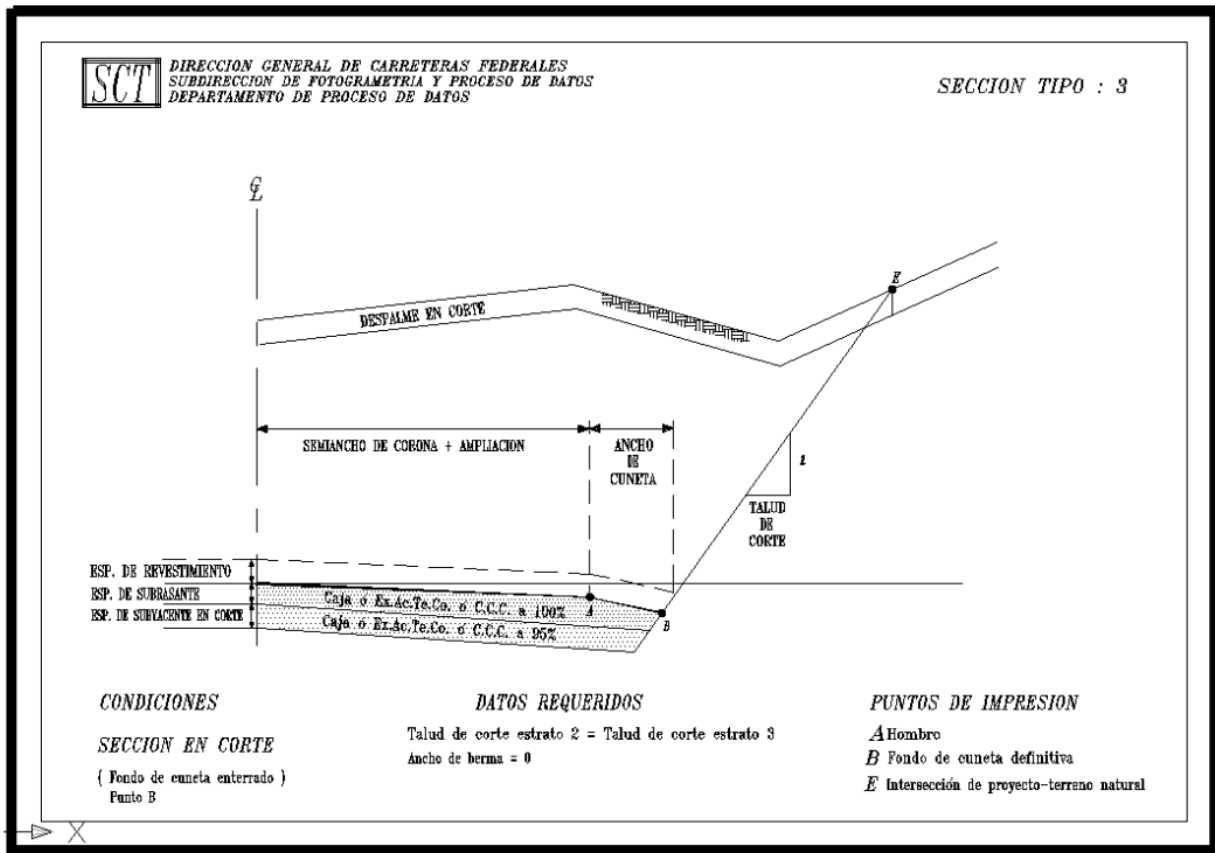 SCT
DIRECCION GENERAL DE CARRETERAS FEDERALES
SUBDIRECCION DE FOTOGRAMETRIA Y PROCESO DE DATOS
DEPARTAMENTO DE PROCESO DE DATOS
SECCION TIPO : 3
CL
E
DESPALME EN CORTE
SEMIANCHO DE CORONA + AMPLIACION
ANCHO
DE
CUNETA
1
TALUD
DE
CORTE
ESP. DE REVESTIMIENTO
ESP. DE SUBRASANTE
ESP. DE SUBYACENTE EN CORTE
Caja ó Ex.Ac.Te.Co. ó C.C.C. a 100%
Caja ó Ex.Ac.Te.Co. ó C.C.C. a 95%
A
B
CONDICIONES
SECCION EN CORTE
( Fondo de cuneta enterrado )
Punto B
DATOS REQUERIDOS
Talud de corte estrato 2 = Talud de corte estrato 3
Ancho de berma = 0
PUNTOS DE IMPRESION
A Hombro
B Fondo de cuneta definitiva
E Intersección de proyecto-terreno natural
X